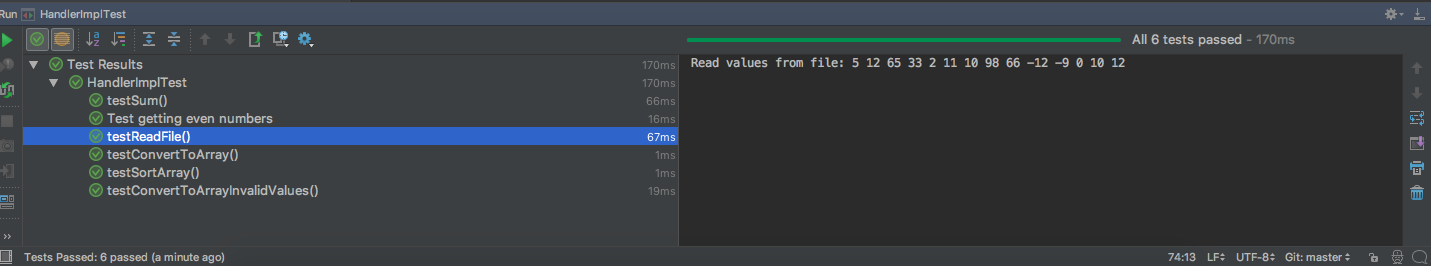 Run HandlerImplTest
All 6 tests passed – 170ms
Test Results 170ms
HandlerImplTest 170ms
testSum() 66ms
Test getting even numbers 16ms
testReadFile() 67ms
testConvertToArray() 1ms
testSortArray() 1ms
testConvertToArrayInvalidValues() 19ms
Read values from file: 5 12 65 33 2 11 10 98 66 -12 -9 0 10 12
Tests Passed: 6 passed (a minute ago) 74:13 LF UTF-8 Git: master